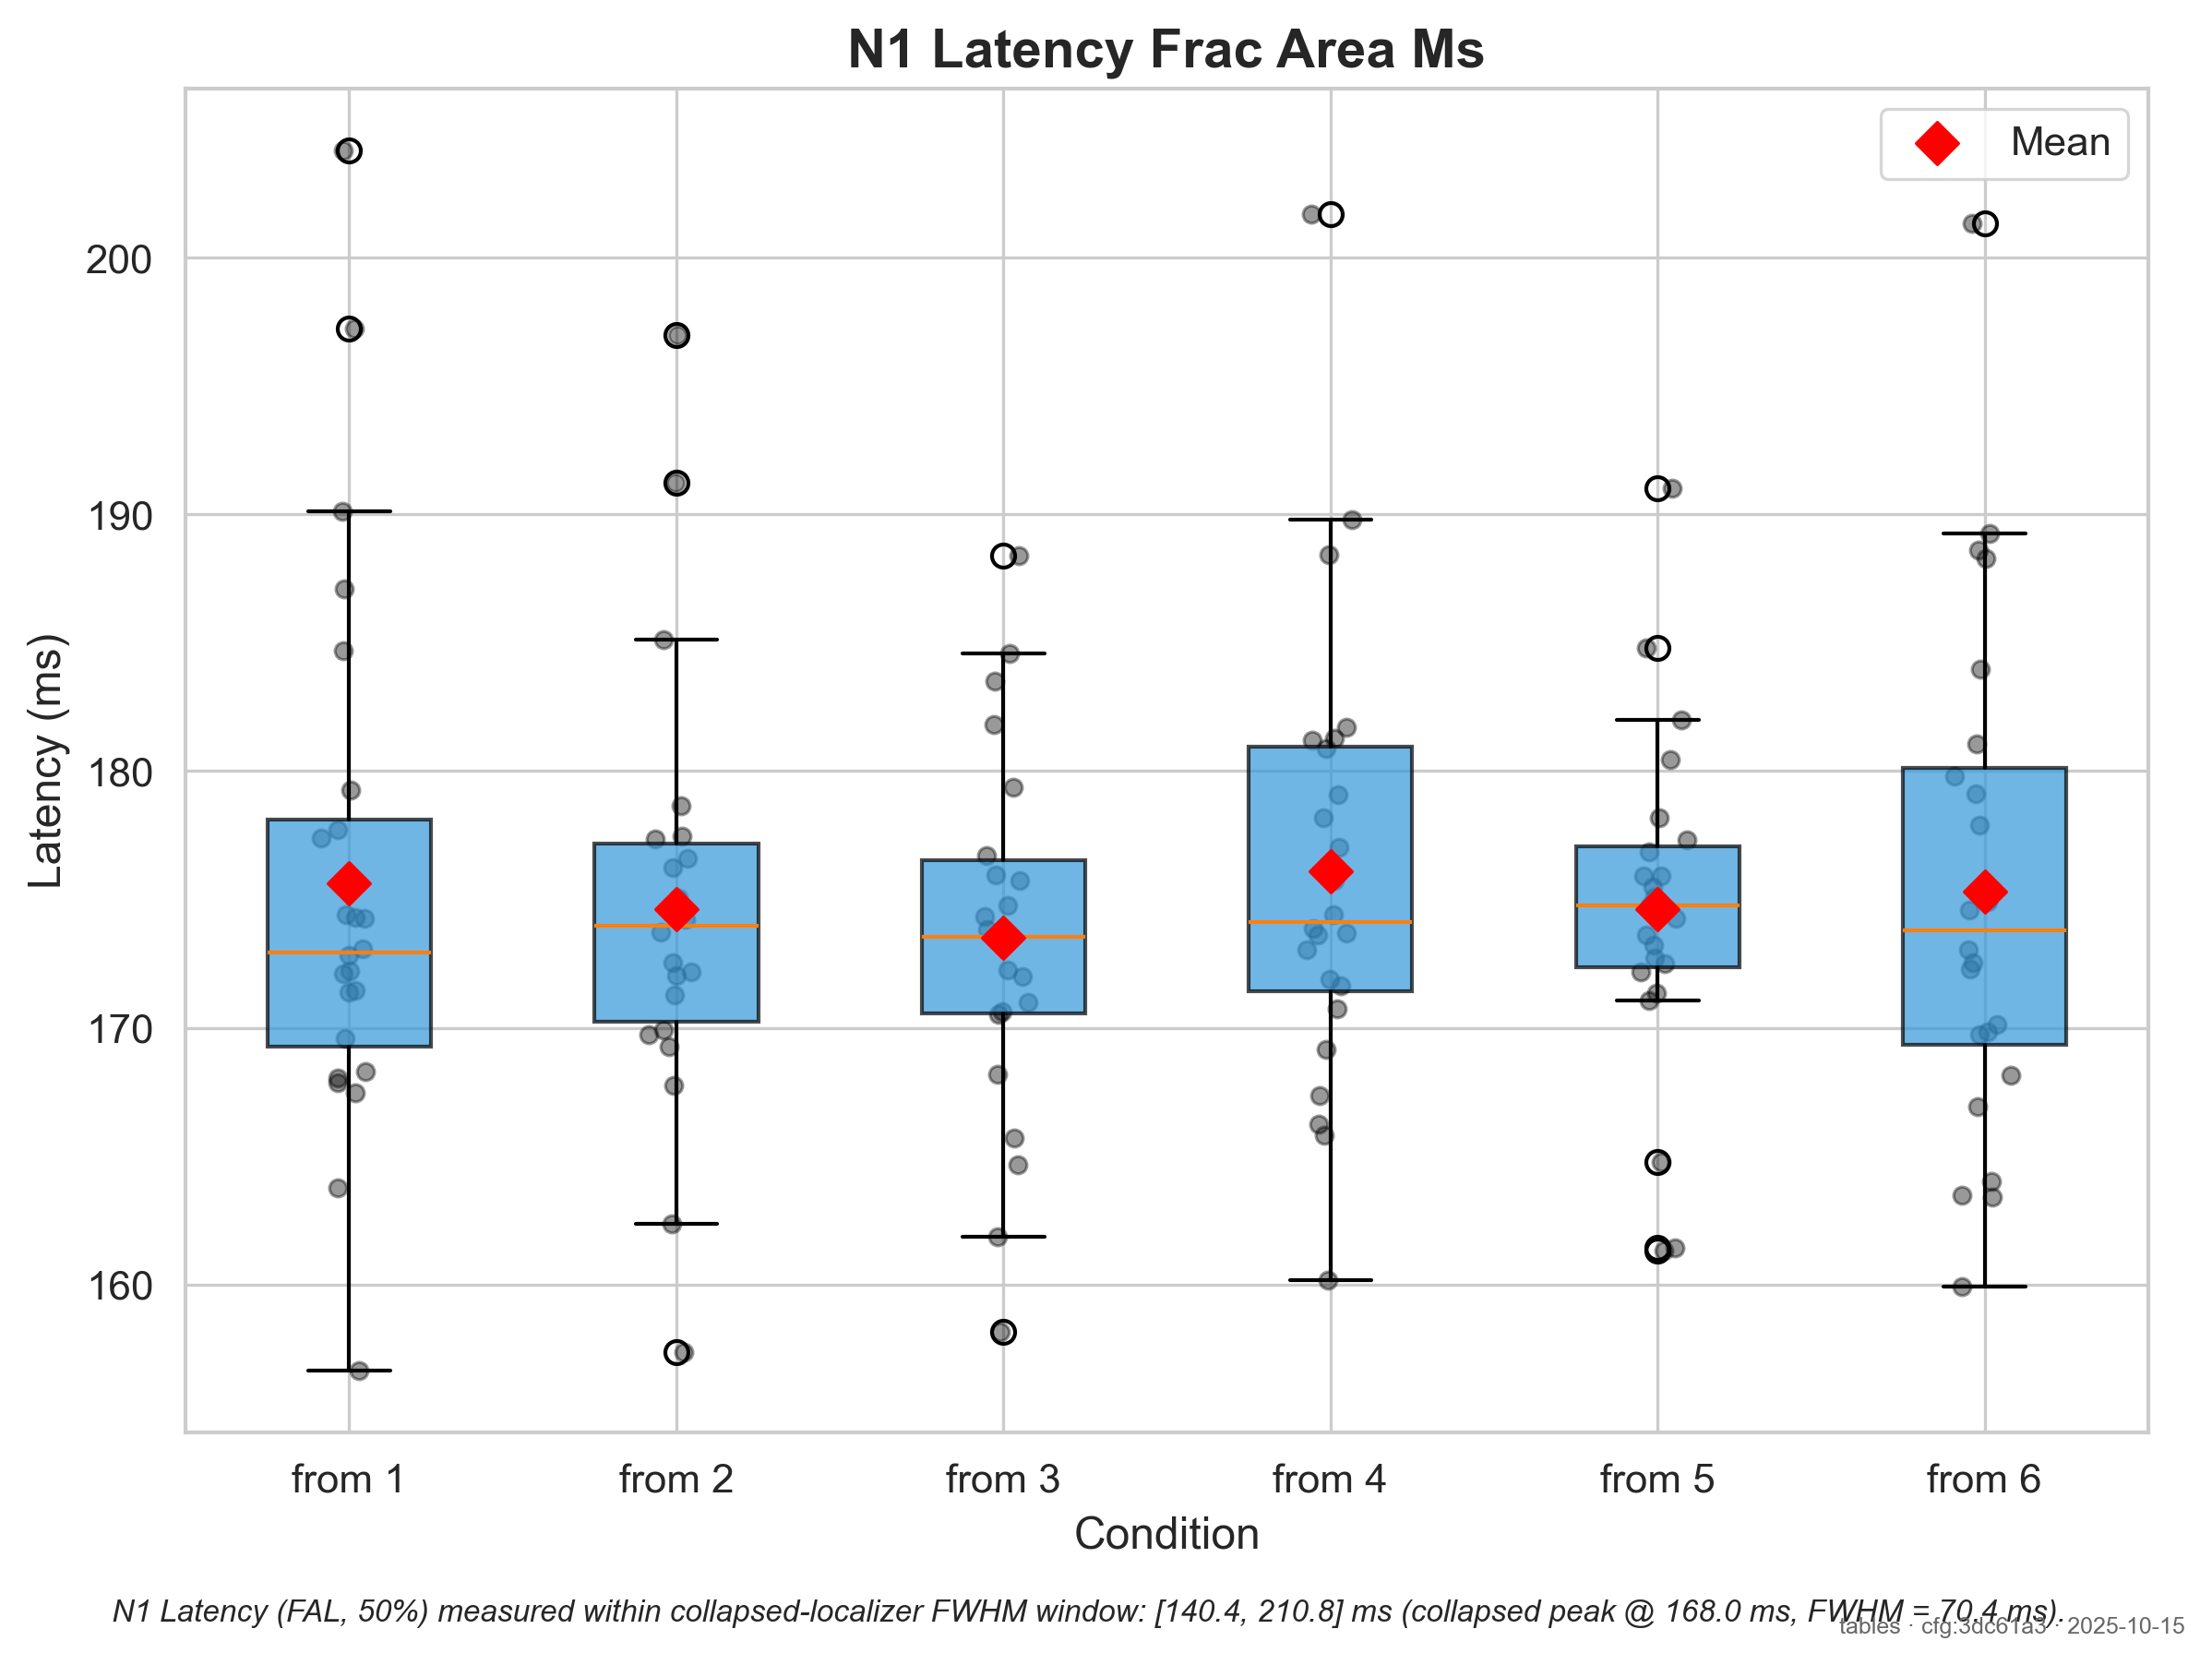 N1 Latency Frac Area Ms
Mean
Latency (ms)
200
190
180
170
160
from 1
from 2
from 3
from 4
from 5
from 6
Condition
N1 Latency (FAL, 50%) measured within collapsed-localizer FWHM window: [140.4, 210.8] ms (collapsed peak @ 168.0 ms, FWHM = 70.4 ms).
tables · cfg:3dc61a3 · 2025-10-15